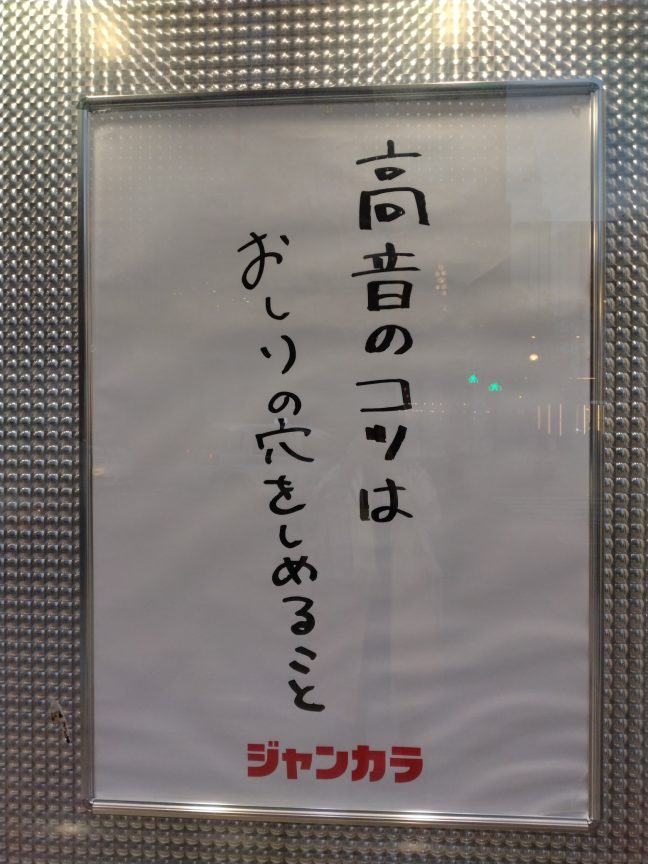 高音のコツは
おしりの穴をしめること
ジャンカラ